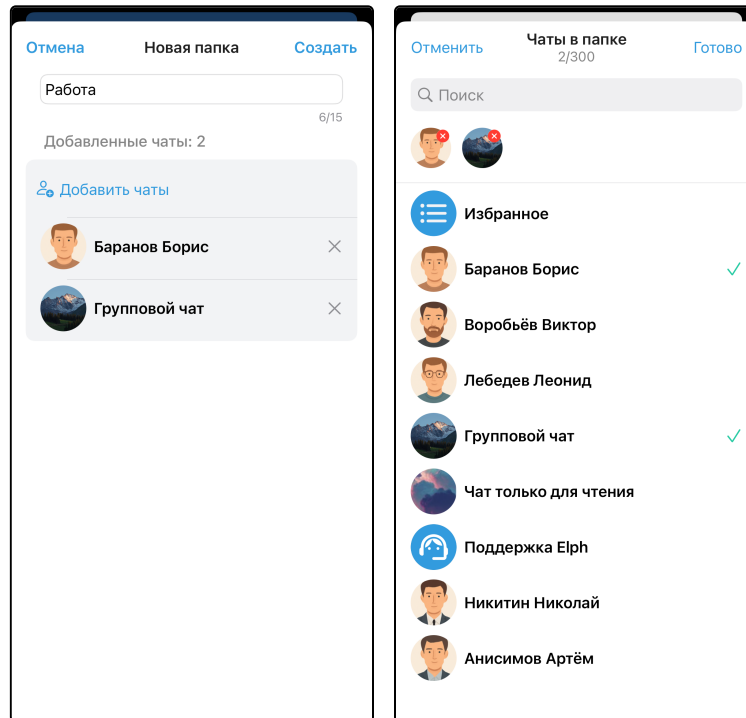 Отмена Новая папка Создать
Работа
6/15
Добавленные чаты: 2
Добавить чаты
Баранов Борис
Групповой чат
Отменить Чаты в папке Готово
2/300
Поиск
Избранное
Баранов Борис
Воробьёв Виктор
Лебедев Леонид
Групповой чат
Чат только для чтения
Поддержка Elph
Никитин Николай
Анисимов Артём